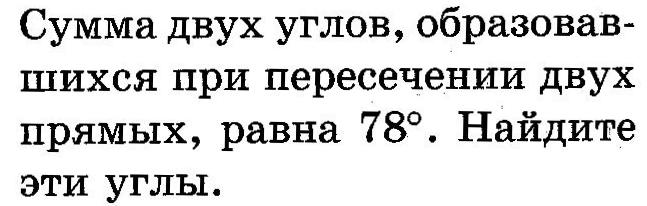 Сумма двух углов, образовав-
шихся при пересечении двух
прямых, равна 78°. Найдите
эти углы.